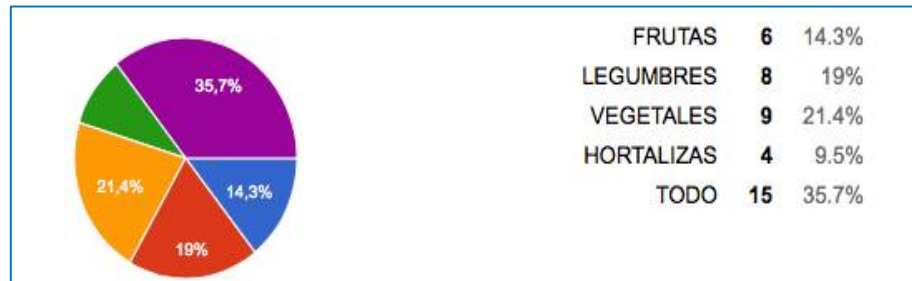 35,7%
14,3%
19%
21,4%
FRUTAS 6 14.3%
LEGUMBRES 8 19%
VEGETALES 9 21.4%
HORTALIZAS 4 9.5%
TODO 15 35.7%